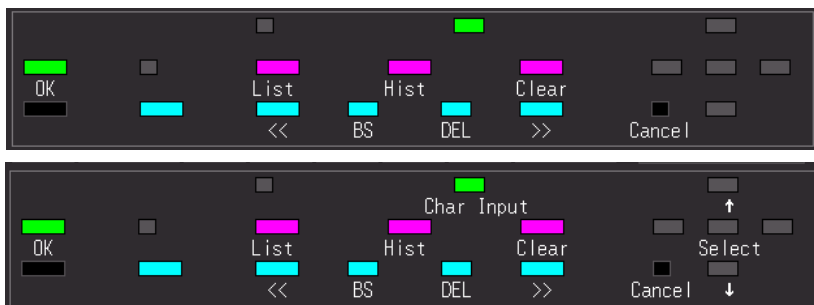 OK List Hist Clear
<< BS DEL >> Cancel
Char Input ↑
OK List Hist Clear Select
<< BS DEL >> Cancel ↓